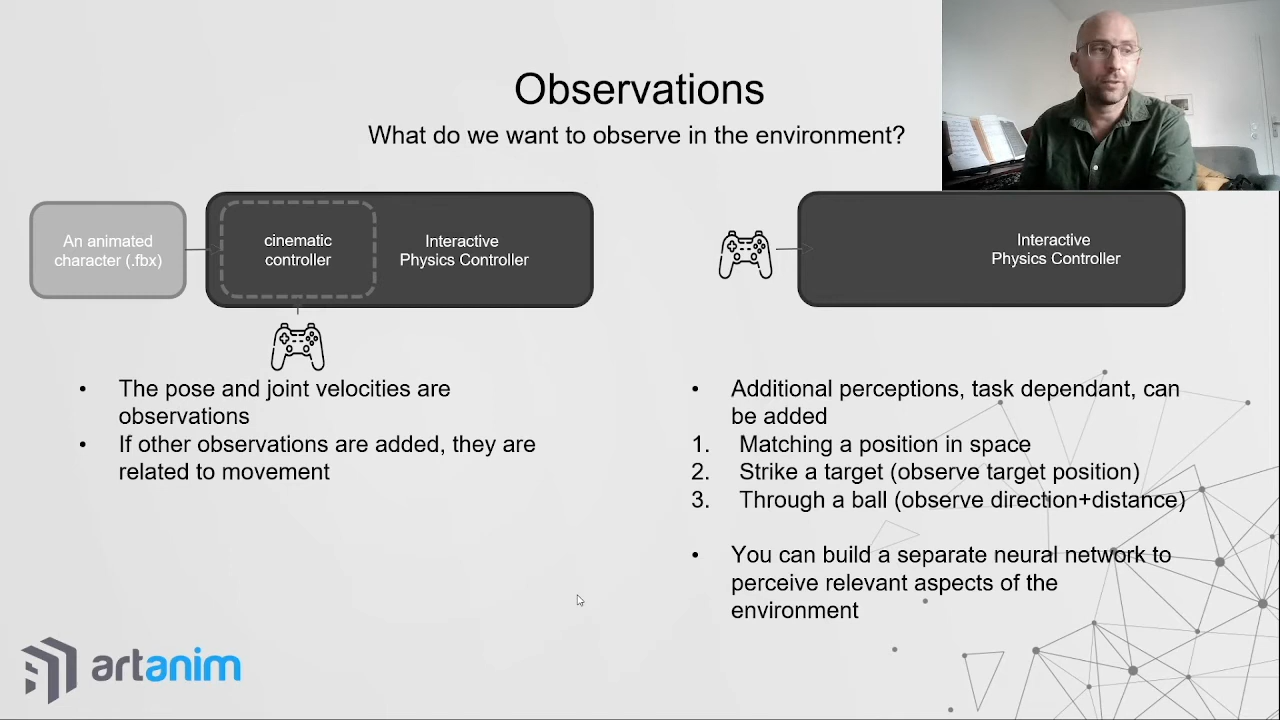 Observations
What do we want to observe in the environment?
An animated
character (.fbx)
cinematic
controller
Interactive
Physics Controller
Interactive
Physics Controller
• The pose and joint velocities are
observations
• If other observations are added, they are
related to movement
• Additional perceptions, task dependant, can
be added
1. Matching a position in space
2. Strike a target (observe target position)
3. Through a ball (observe direction+distance)
• You can build a separate neural network to
perceive relevant aspects of the
environment
artanim